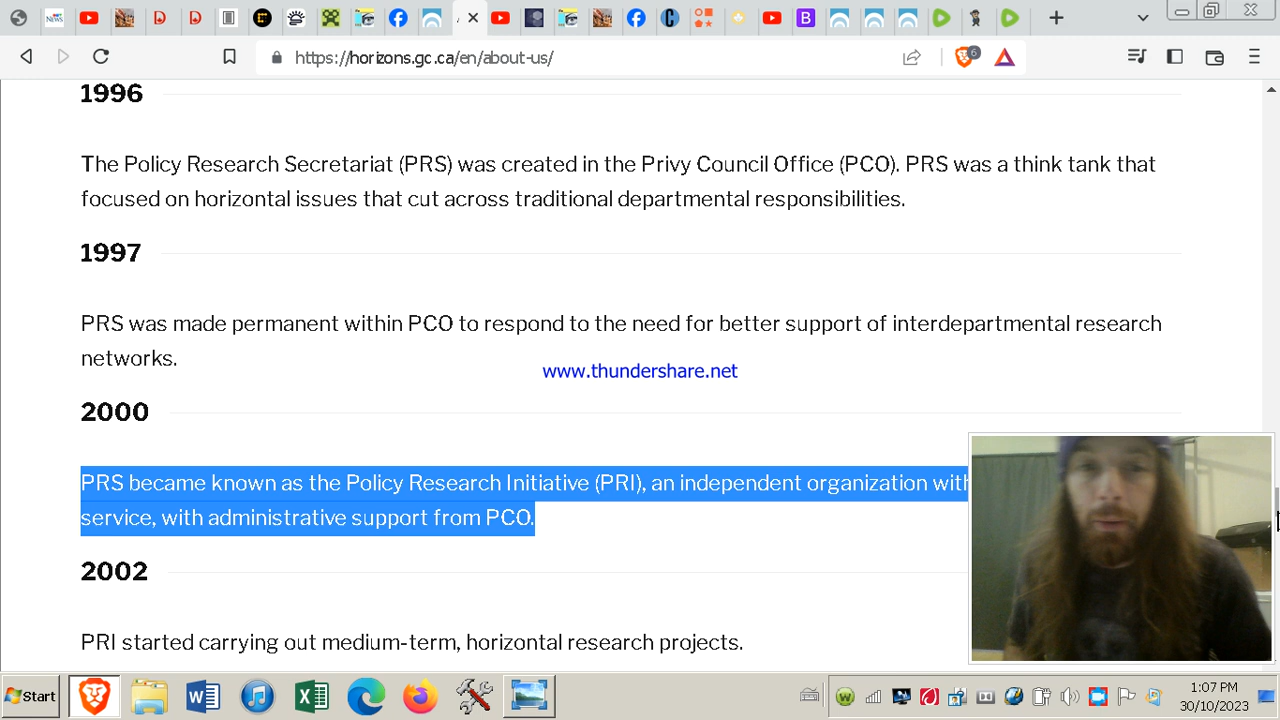 https://horizons.gc.ca/en/about-us/
6
1996
The Policy Research Secretariat (PRS) was created in the Privy Council Office (PCO). PRS was a think tank that
focused on horizontal issues that cut across traditional departmental responsibilities.
1997
PRS was made permanent within PCO to respond to the need for better support of interdepartmental research
networks.
www.thundershare.net
2000
PRS became known as the Policy Research Initiative (PRI), an independent organization with
service, with administrative support from PCO.
2002
PRI started carrying out medium-term, horizontal research projects.
Start
1:07 PM
30/10/2023